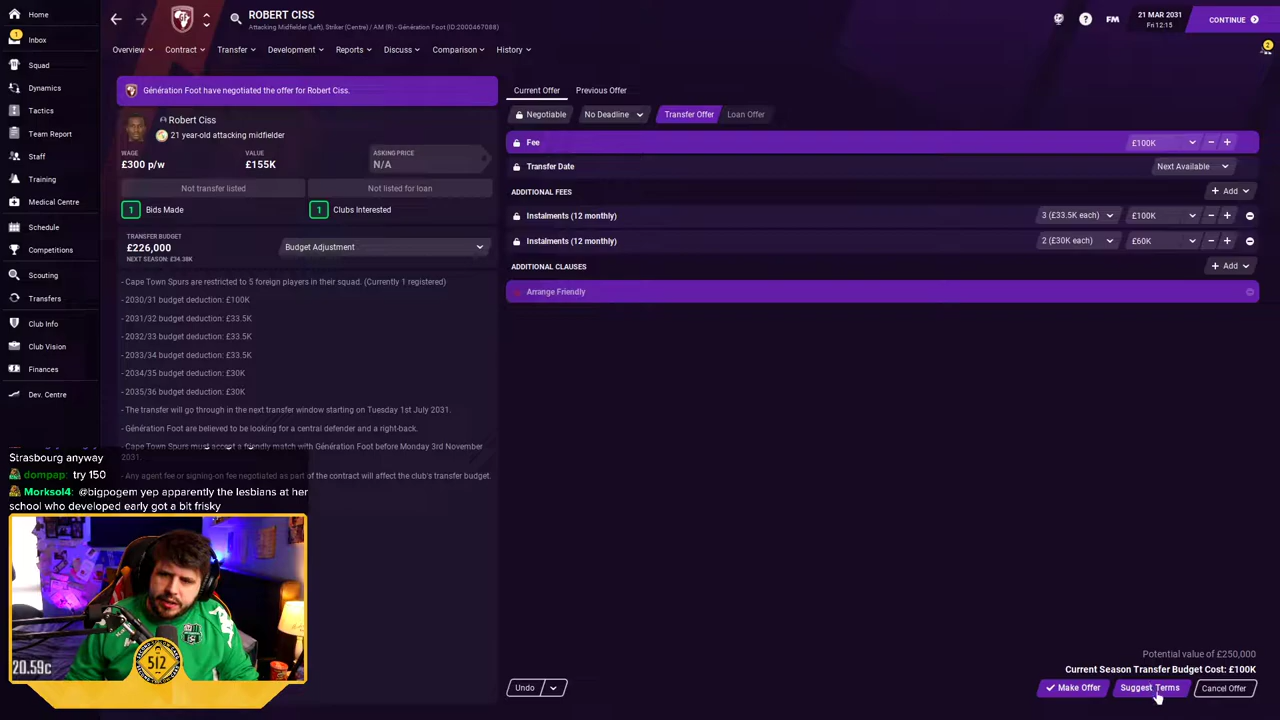 Home
Inbox
1
Squad
Dynamics
Tactics
Team Report
Staff
Training
Medical Centre
Schedule
Competitions
Scouting
Transfers
Club Info
Club Vision
Finances
Dev. Centre
ROBERT CISS
Attacking Midfielder (Left), Striker (Centre) / AM (R) - Génération Foot (ID:2000467088)
FM
21 MAR 2031
Fri 12:15
CONTINUE
2
Overview
Contract
Transfer
Development
Reports
Discuss
Comparison
History
Génération Foot have negotiated the offer for Robert Ciss.
Robert Ciss
21 year-old attacking midfielder
WAGE
£300 p/w
VALUE
£155K
ASKING PRICE
N/A
Not transfer listed
Not listed for loan
1 Bids Made
1 Clubs Interested
TRANSFER BUDGET
£226,000
NEXT SEASON: £34.38K
Budget Adjustment
- Cape Town Spurs are restricted to 5 foreign players in their squad. (Currently 1 registered)
- 2030/31 budget deduction: £100K
- 2031/32 budget deduction: £33.5K
- 2032/33 budget deduction: £33.5K
- 2033/34 budget deduction: £33.5K
- 2034/35 budget deduction: £30K
- 2035/36 budget deduction: £30K
- The transfer will go through in the next transfer window starting on Tuesday 1st July 2031.
- Génération Foot are believed to be looking for a central defender and a right-back.
- Cape Town Spurs must accept a friendly match with Génération Foot before Monday 3rd November
2031.
- Any agent fee or signing-on fee negotiated as part of the contract will affect the club's transfer budget.
Current Offer
Previous Offer
Negotiable
No Deadline
Transfer Offer
Loan Offer
Fee
£100K
Transfer Date
Next Available
ADDITIONAL FEES
Add
Instalments (12 monthly)
3 (£33.5K each)
£100K
Instalments (12 monthly)
2 (£30K each)
£60K
ADDITIONAL CLAUSES
Add
Arrange Friendly
Undo
Potential value of £250,000
Current Season Transfer Budget Cost: £100K
Make Offer
Suggest Terms
Cancel Offer
Strasbourg anyway
dompap: try 150
Morksol4: @bigpogem yep apparently the lesbians at her
school who developed early got a bit frisky
20.59c
512